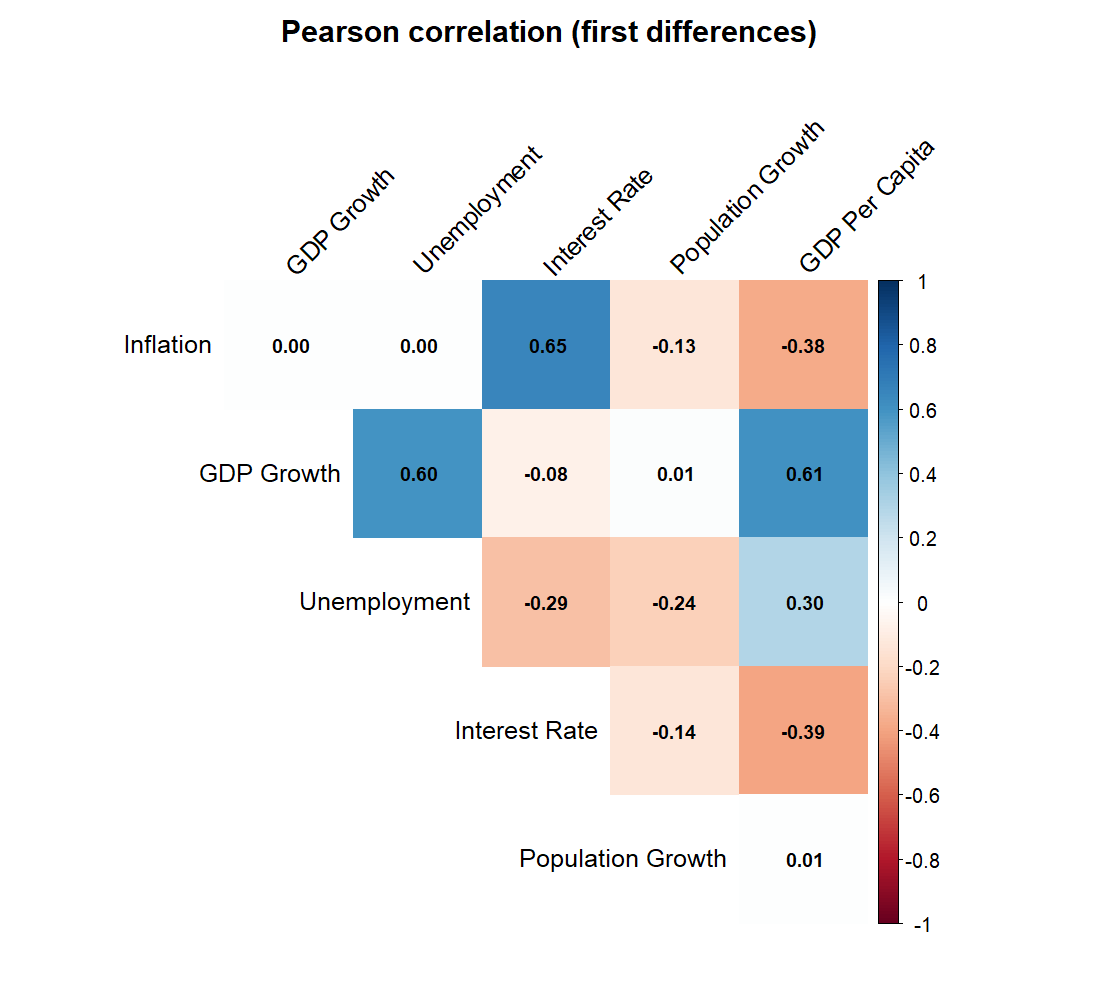 Pearson correlation (first differences)
GDP Growth
Unemployment
Interest Rate
Population Growth
GDP Per Capita
Inflation 0.00 0.00 0.65 -0.13 -0.38
GDP Growth 0.60 -0.08 0.01 0.61
Unemployment -0.29 -0.24 0.30
Interest Rate -0.14 -0.39
Population Growth 0.01
1
0.8
0.6
0.4
0.2
0
-0.2
-0.4
-0.6
-0.8
-1